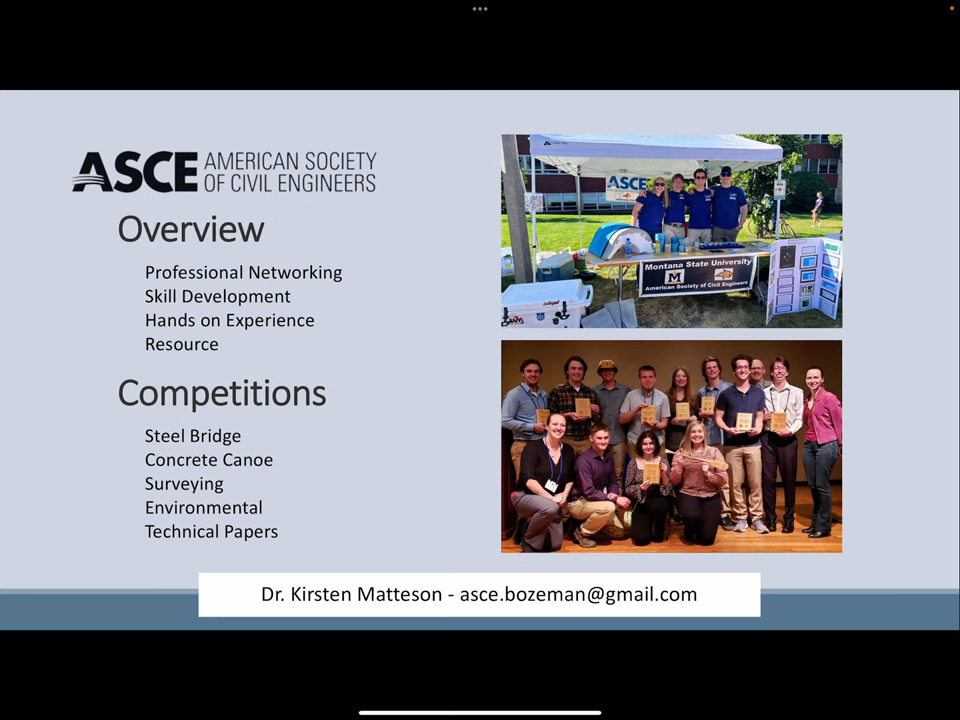 ASCE AMERICAN SOCIETY
OF CIVIL ENGINEERS
Overview
Professional Networking
Skill Development
Hands on Experience
Resource
Competitions
Steel Bridge
Concrete Canoe
Surveying
Environmental
Technical Papers
ASCE
Montana State University
M
American Society of Civil Engineers
Dr. Kirsten Matteson - asce.bozeman@gmail.com